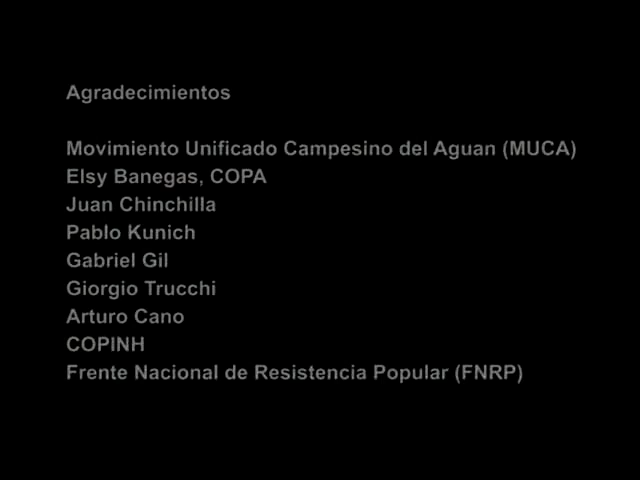 Agradecimientos
Movimiento Unificado Campesino del Aguan (MUCA)
Elsy Banegas, COPA
Juan Chinchilla
Pablo Kunich
Gabriel Gil
Giorgio Trucchi
Arturo Cano
COPINH
Frente Nacional de Resistencia Popular (FNRP)